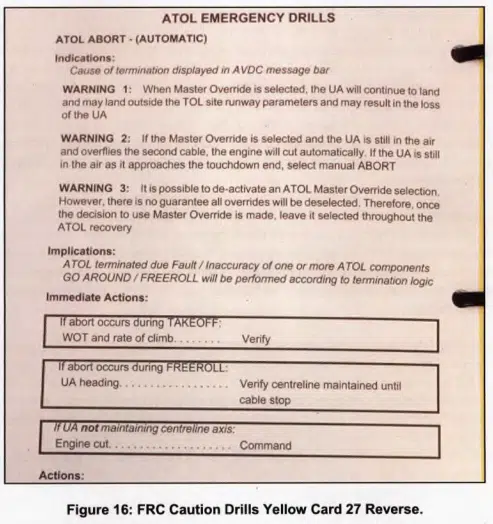 ATOL EMERGENCY DRILLS
ATOL ABORT - (AUTOMATIC)
Indications:
Cause of termination displayed in AVDC message bar
WARNING 1: When Master Override is selected, the UA will continue to land
and may land outside the TOL site runway parameters and may result in the loss
of the UA
WARNING 2: If the Master Override is selected and the UA is still in the air
and overflies the second cable, the engine will cut automatically. If the UA is still
in the air as it approaches the touchdown end, select manual ABORT
WARNING 3: It is possible to de-activate an ATOL Master Override selection.
However, there is no guarantee all overrides will be deselected. Therefore, once
the decision to use Master Override is made, leave it selected throughout the
ATOL recovery
Implications:
ATOL terminated due Fault / Inaccuracy of one or more ATOL components
GO AROUND / FREEROLL will be performed according to termination logic
Immediate Actions:
If abort occurs during TAKEOFF:
WOT and rate of climb. . . . . . . . Verify
If abort occurs during FREEROLL:
UA heading. . . . . . . . . . . . . . . . . . Verify centreline maintained until
cable stop
If UA not maintaining centreline axis:
Engine cut. . . . . . . . . . . . . . . . . . . . Command
Actions:
Figure 16: FRC Caution Drills Yellow Card 27 Reverse.